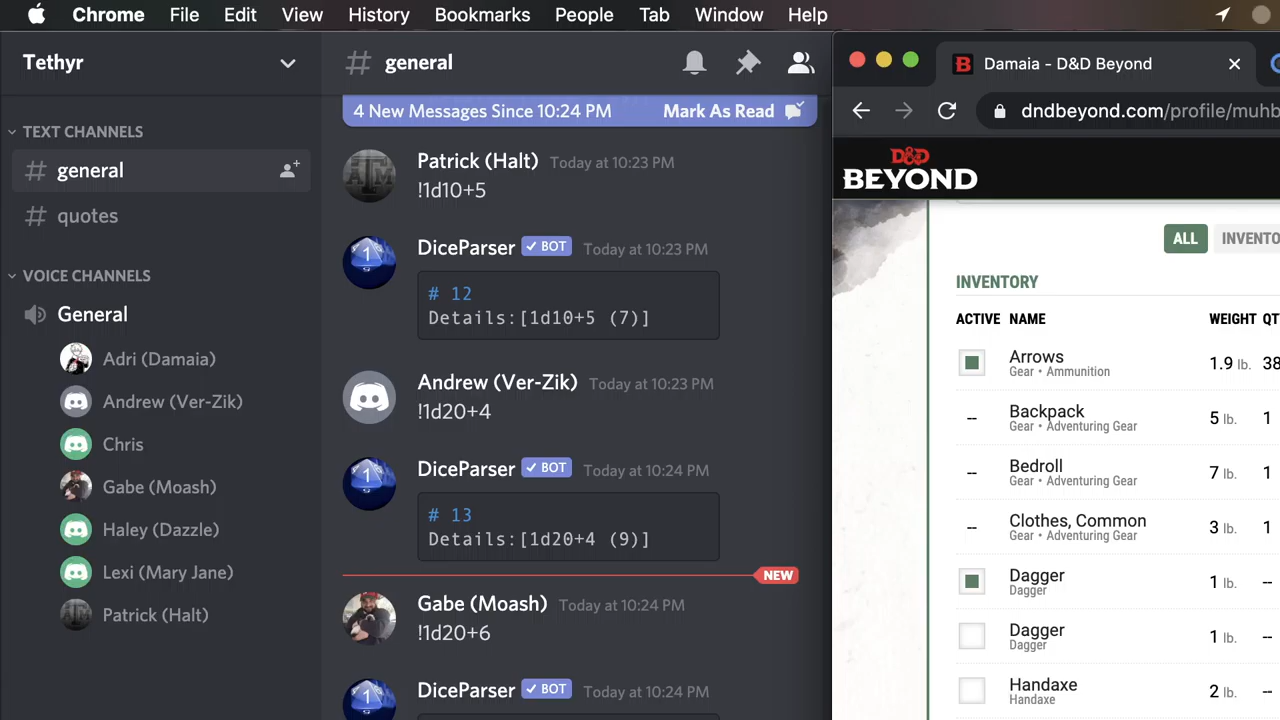 Chrome File Edit View History Bookmarks People Tab Window Help
Tethyr
TEXT CHANNELS
# general
# quotes
VOICE CHANNELS
General
Adri (Damaia)
Andrew (Ver-Zik)
Chris
Gabe (Moash)
Haley (Dazzle)
Lexi (Mary Jane)
Patrick (Halt)
# general
4 New Messages Since 10:24 PM Mark As Read
Patrick (Halt) Today at 10:23 PM
!1d10+5
DiceParser ✓ BOT Today at 10:23 PM
# 12
Details:[1d10+5 (7)]
Andrew (Ver-Zik) Today at 10:23 PM
!1d20+4
DiceParser ✓ BOT Today at 10:24 PM
# 13
Details:[1d20+4 (9)]
NEW
Gabe (Moash) Today at 10:24 PM
!1d20+6
DiceParser ✓ BOT Today at 10:24 PM
B Damaia - D&D Beyond
dndbeyond.com/profile/muhb
D&D
BEYOND
ALL INVENTO
INVENTORY
ACTIVE NAME WEIGHT QT
Arrows 1.9 lb. 38
Gear • Ammunition
-- Backpack 5 lb. 1
Gear • Adventuring Gear
-- Bedroll 7 lb. 1
Gear • Adventuring Gear
-- Clothes, Common 3 lb. 1
Gear • Adventuring Gear
Dagger 1 lb. --
Dagger
Dagger 1 lb. --
Dagger
Handaxe 2 lb. --
Handaxe